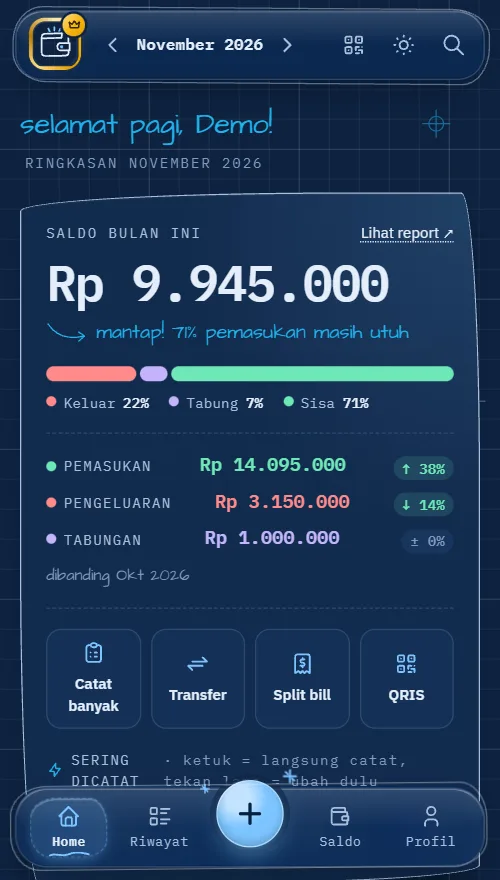 November 2026
selamat pagi, Demo!
RINGKASAN NOVEMBER 2026
SALDO BULAN INI
Lihat report ↗
Rp 9.945.000
mantap! 71% pemasukan masih utuh
Keluar 22% Tabung 7% Sisa 71%
PEMASUKAN Rp 14.095.000 ↑ 38%
PENGELUARAN Rp 3.150.000 ↓ 14%
TABUNGAN Rp 1.000.000 ± 0%
dibanding Okt 2026
Catat
banyak
Transfer
Split bill
QRIS
SERING · ketuk = langsung catat,
DICATAT tekan = ubah dulu
Home Riwayat + Saldo Profil